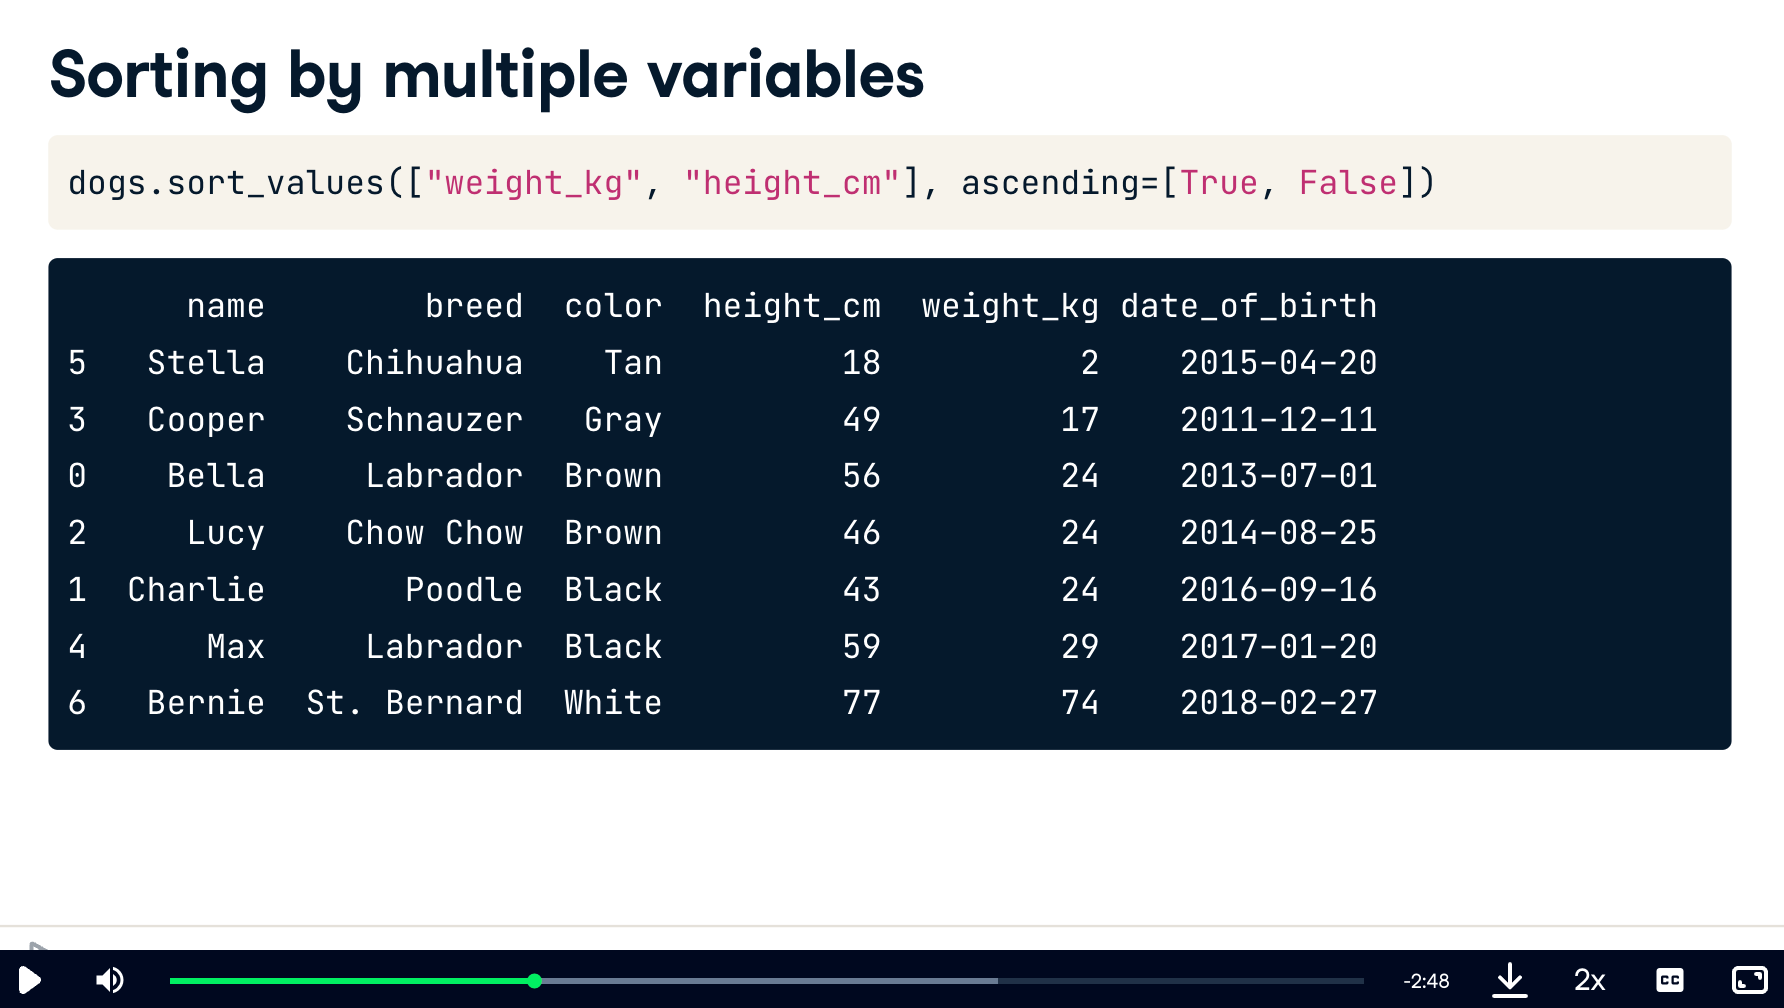 Sorting by multiple variables
dogs.sort_values(["weight_kg", "height_cm"], ascending=[True, False])
name breed color height_cm weight_kg date_of_birth
5 Stella Chihuahua Tan 18 2 2015-04-20
3 Cooper Schnauzer Gray 49 17 2011-12-11
0 Bella Labrador Brown 56 24 2013-07-01
2 Lucy Chow Chow Brown 46 24 2014-08-25
1 Charlie Poodle Black 43 24 2016-09-16
4 Max Labrador Black 59 29 2017-01-20
6 Bernie St. Bernard White 77 74 2018-02-27
-2:48 2x CC